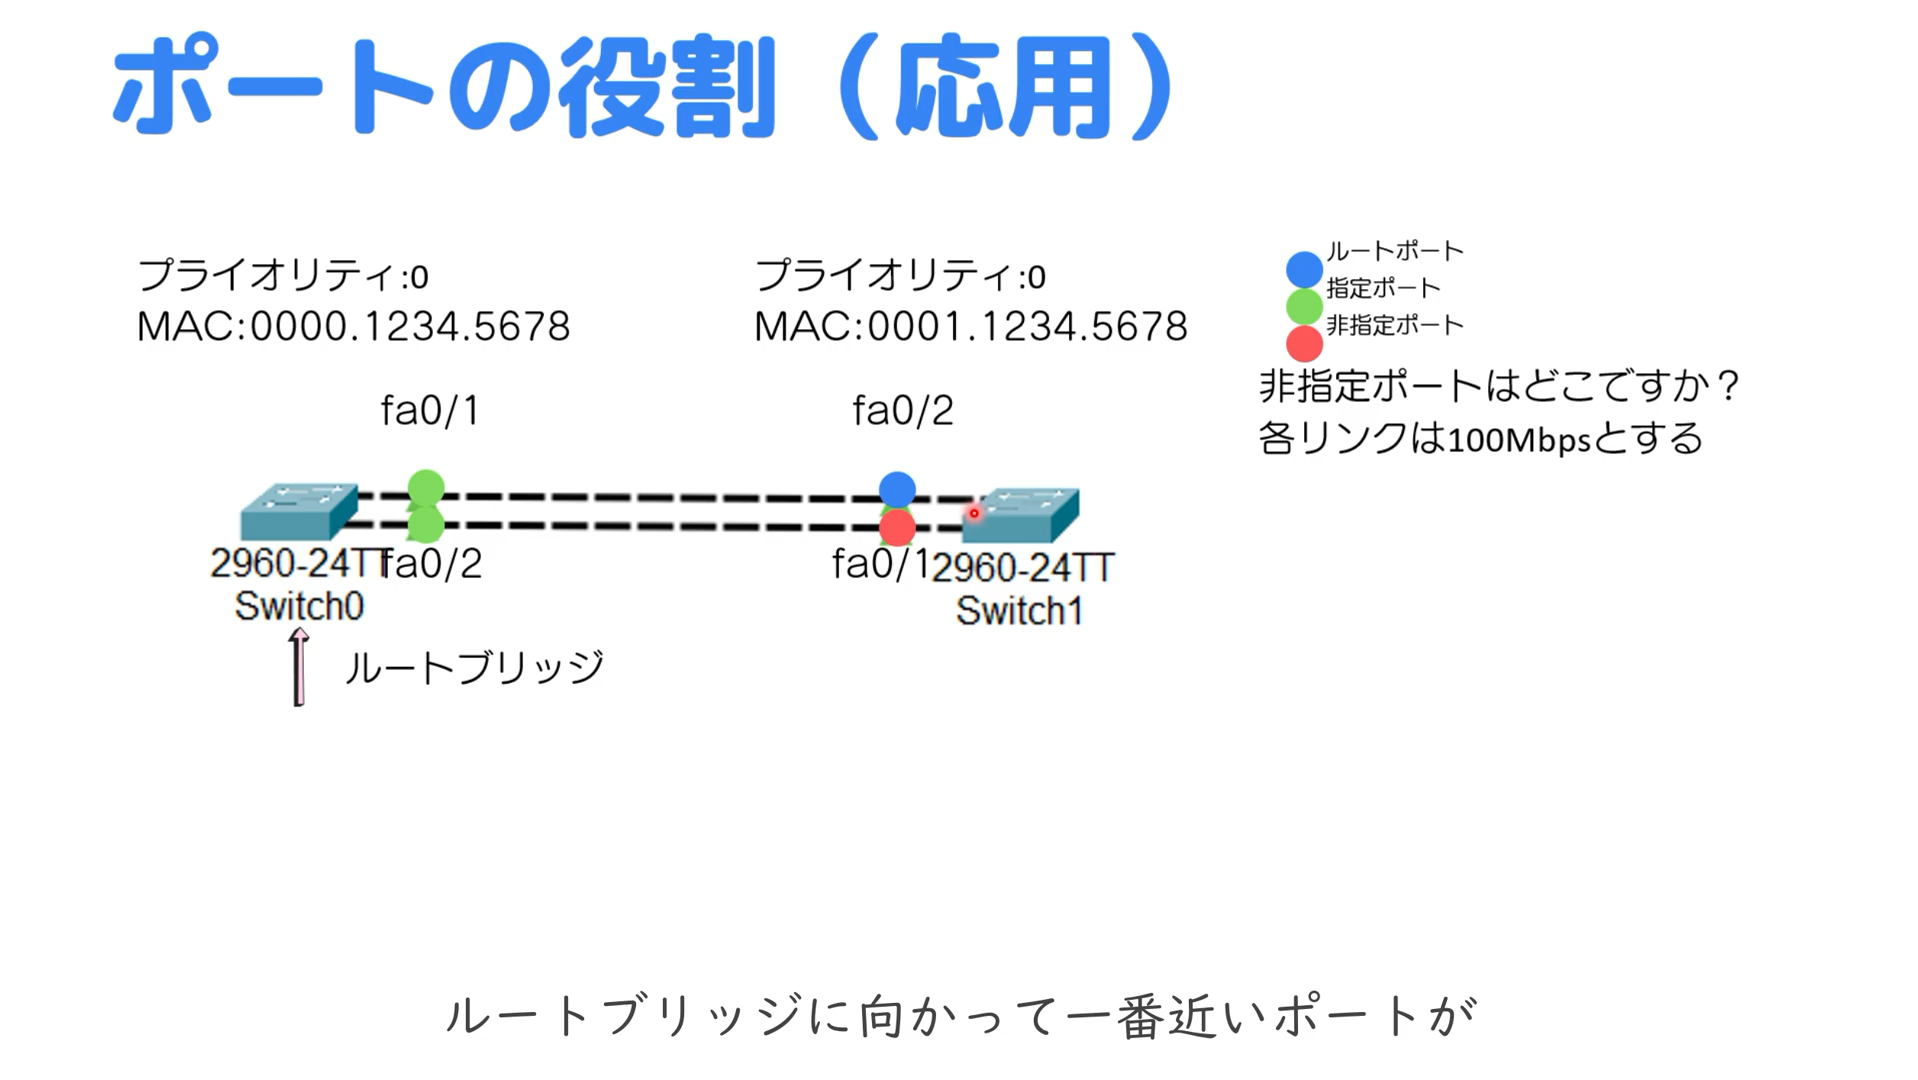 ポートの役割（応用）
プライオリティ:0
MAC:0000.1234.5678
プライオリティ:0
MAC:0001.1234.5678
ルートポート
指定ポート
非指定ポート
非指定ポートはどこですか？
各リンクは100Mbpsとする
fa0/1
fa0/2
2960-24TT
fa0/2
Switch0
fa0/1
2960-24TT
Switch1
ルートブリッジ
ルートブリッジに向かって一番近いポートが